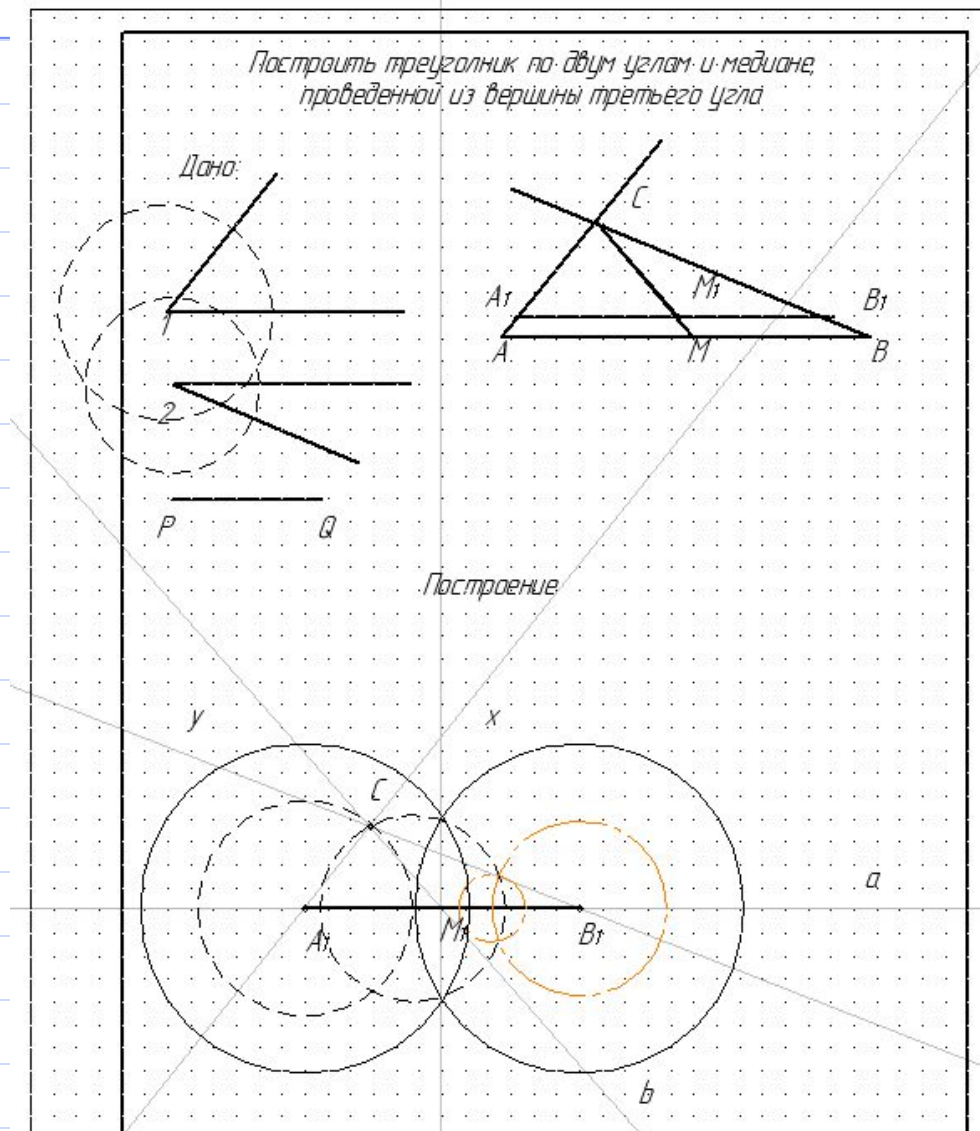 Построить треуголник по двум углам и медиане,
проведенной из вершины третьего угла
Дано:
1
2
P Q
C
A1 M1 B1
A M B
Построение
y x
C
a
A1 M1 B1
b